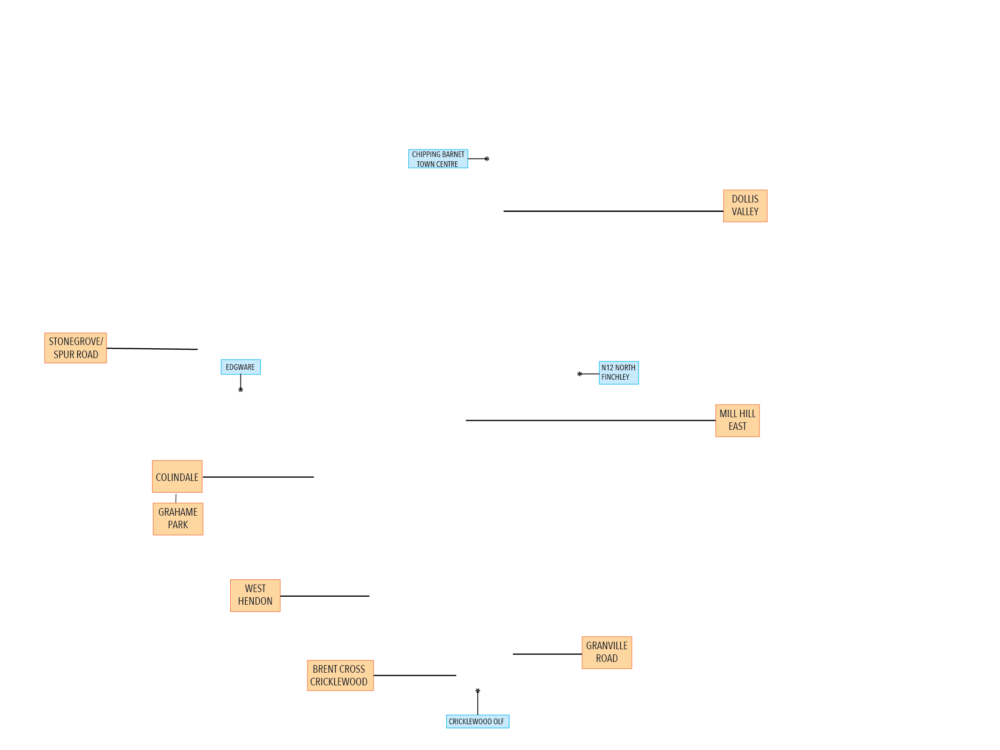 CHIPPING BARNET
TOWN CENTRE
*
DOLLIS
VALLEY
STONEGROVE/
SPUR ROAD
EDGWARE
*
*
N12 NORTH
FINCHLEY
MILL HILL
EAST
COLINDALE
GRAHAME
PARK
WEST
HENDON
GRANVILLE
ROAD
BRENT CROSS
CRICKLEWOOD
*
CRICKLEWOOD OLF